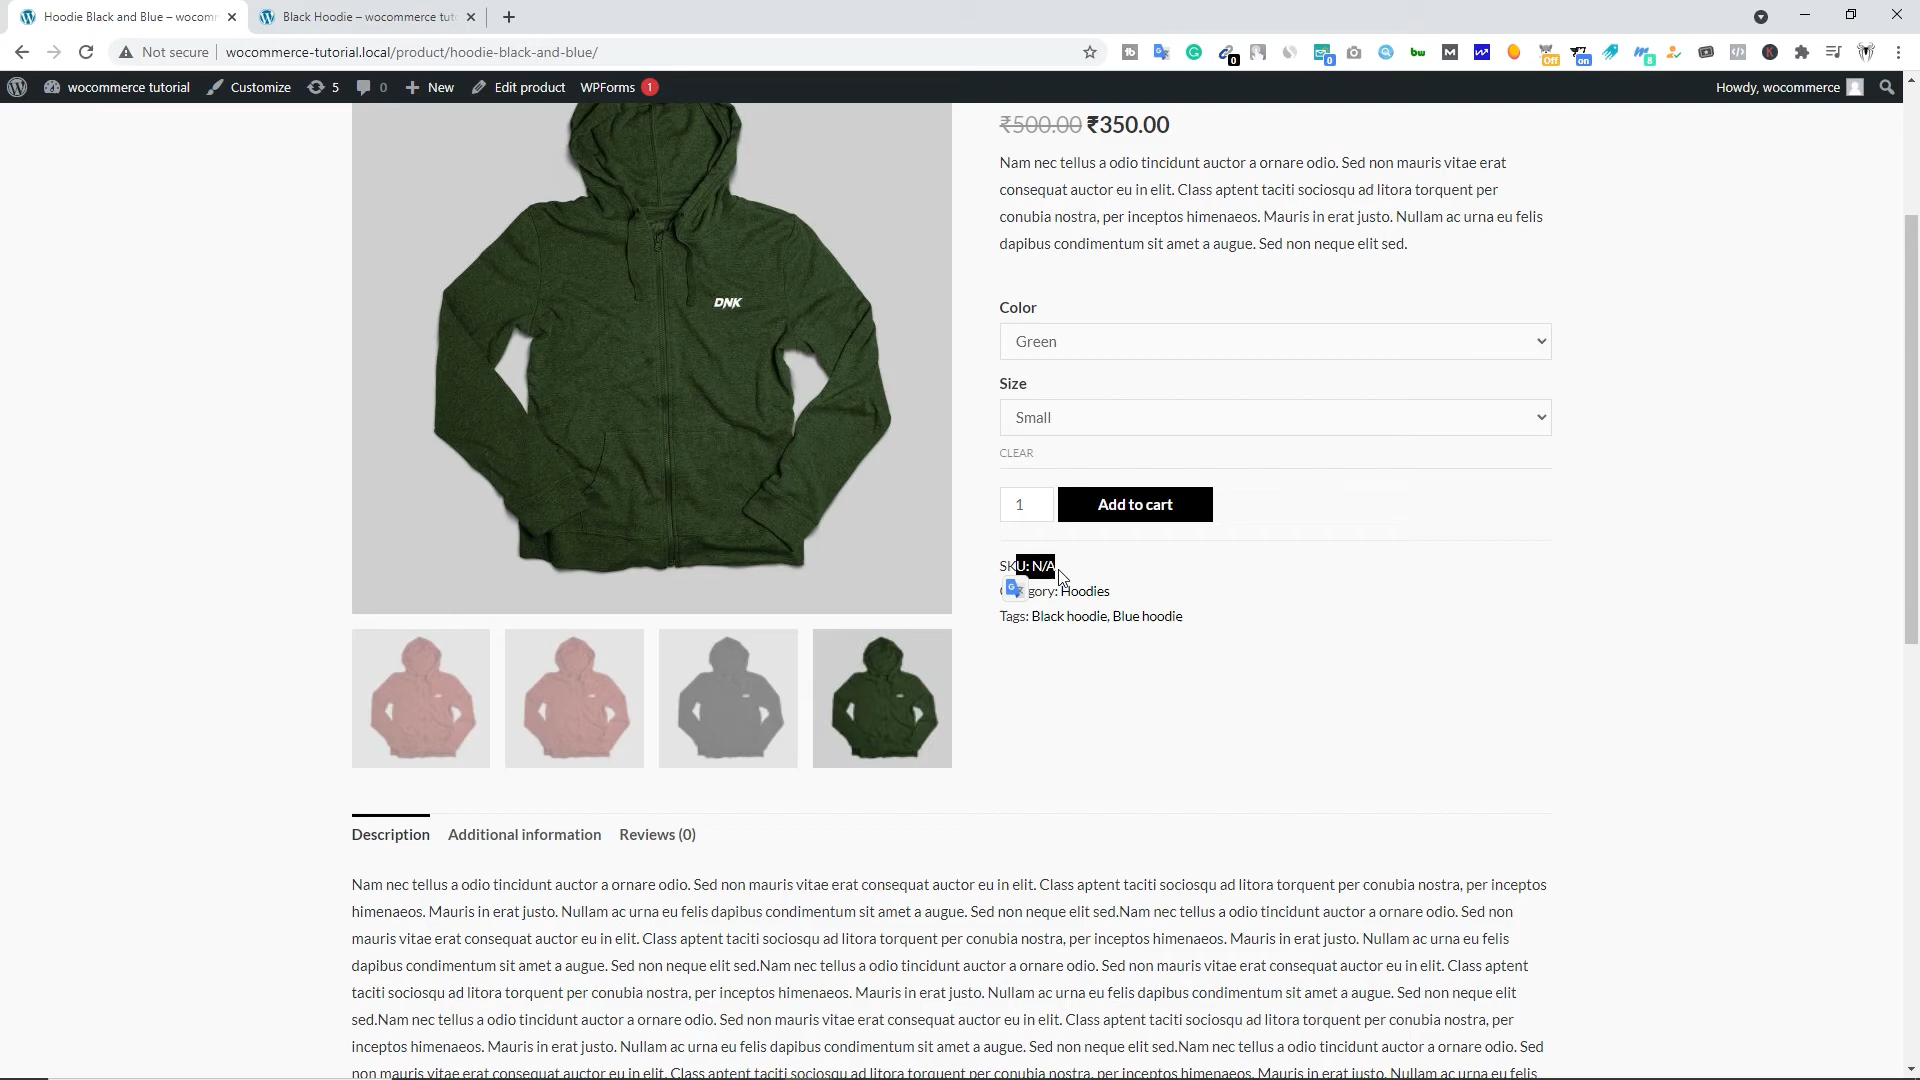 Hoodie Black and Blue – wocomm
Black Hoodie – wocommerce tut
Not secure
wocommerce-tutorial.local/product/hoodie-black-and-blue/
0
0
Off
on
8
wocommerce tutorial
Customize
5
0
New
Edit product
WPForms 1
Howdy, wocommerce
₹500.00 ₹350.00
Nam nec tellus a odio tincidunt auctor a ornare odio. Sed non mauris vitae erat
consequat auctor eu in elit. Class aptent taciti sociosqu ad litora torquent per
conubia nostra, per inceptos himenaeos. Mauris in erat justo. Nullam ac urna eu felis
dapibus condimentum sit amet a augue. Sed non neque elit sed.
DNK
Color
Green
Size
Small
CLEAR
1
Add to cart
SKU: N/A
gory: Hoodies
Tags: Black hoodie, Blue hoodie
Description
Additional information
Reviews (0)
Nam nec tellus a odio tincidunt auctor a ornare odio. Sed non mauris vitae erat consequat auctor eu in elit. Class aptent taciti sociosqu ad litora torquent per conubia nostra, per inceptos
himenaeos. Mauris in erat justo. Nullam ac urna eu felis dapibus condimentum sit amet a augue. Sed non neque elit sed.Nam nec tellus a odio tincidunt auctor a ornare odio. Sed non
mauris vitae erat consequat auctor eu in elit. Class aptent taciti sociosqu ad litora torquent per conubia nostra, per inceptos himenaeos. Mauris in erat justo. Nullam ac urna eu felis
dapibus condimentum sit amet a augue. Sed non neque elit sed.Nam nec tellus a odio tincidunt auctor a ornare odio. Sed non mauris vitae erat consequat auctor eu in elit. Class aptent
taciti sociosqu ad litora torquent per conubia nostra, per inceptos himenaeos. Mauris in erat justo. Nullam ac urna eu felis dapibus condimentum sit amet a augue. Sed non neque elit
sed.Nam nec tellus a odio tincidunt auctor a ornare odio. Sed non mauris vitae erat consequat auctor eu in elit. Class aptent taciti sociosqu ad litora torquent per conubia nostra, per
inceptos himenaeos. Mauris in erat justo. Nullam ac urna eu felis dapibus condimentum sit amet a augue. Sed non neque elit sed.Nam nec tellus a odio tincidunt auctor a ornare odio. Sed
non mauris vitae erat consequat auctor eu in elit. Class aptent taciti sociosqu ad litora torquent per conubia nostra, per inceptos himenaeos. Mauris in erat justo. Nullam ac urna eu felis